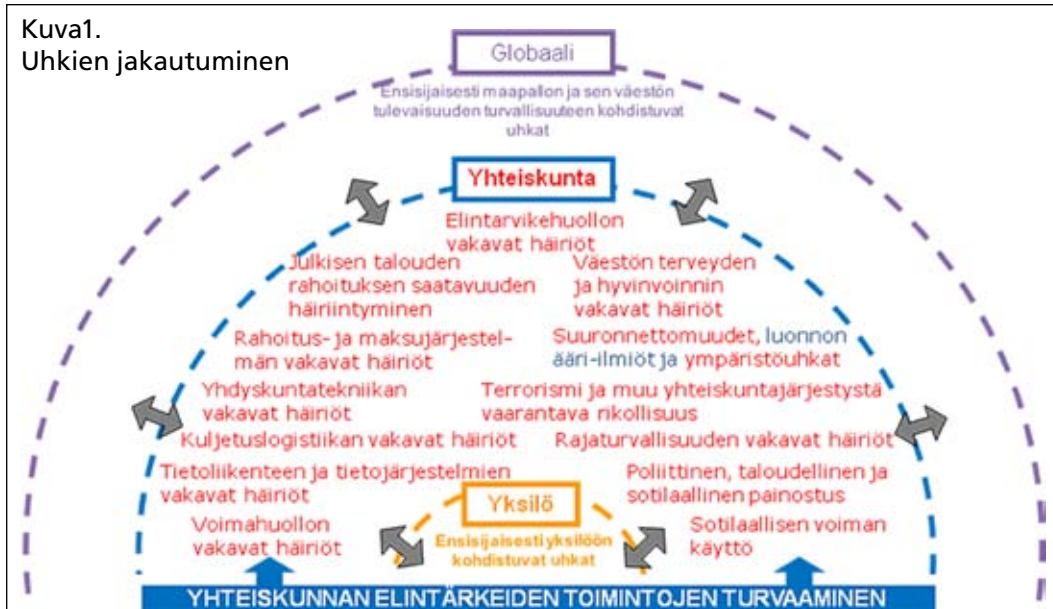 Kuva1.
Uhkien jakautuminen
Globaali
Ensisijaisesti maapallon ja sen väestön
tulevaisuuden turvallisuuteen kohdistuvat
uhkat
Yhteiskunta
Elintarvikehuollon
vakavat häiriöt
Julkisen talouden
rahoituksen saatavuuden
häiriintyminen
Väestön terveyden
ja hyvinvoinnin
vakavat häiriöt
Rahoitus- ja maksujärjestel-
män vakavat häiriöt
Suuronnettomuudet, luonnon
ääri-ilmiöt ja ympäristöuhkat
Yhdyskuntatekniikan
vakavat häiriöt
Terrorismi ja muu yhteiskuntajärjestystä
vaarantava rikollisuus
Kuljetuslogistiikan vakavat häiriöt
Rajaturvallisuuden vakavat häiriöt
Tietoliikenteen ja tietojärjestelmien
vakavat häiriöt
Poliittinen, taloudellinen ja
sotilaallinen painostus
Voimahuollon
vakavat häiriöt
Sotilaallisen voiman
käyttö
Yksilö
Ensisijaisesti yksilöön
kohdistuvat uhkat
YHTEISKUNNAN ELINTÄRKEIDEN TOIMINTOJEN TURVAAMINEN